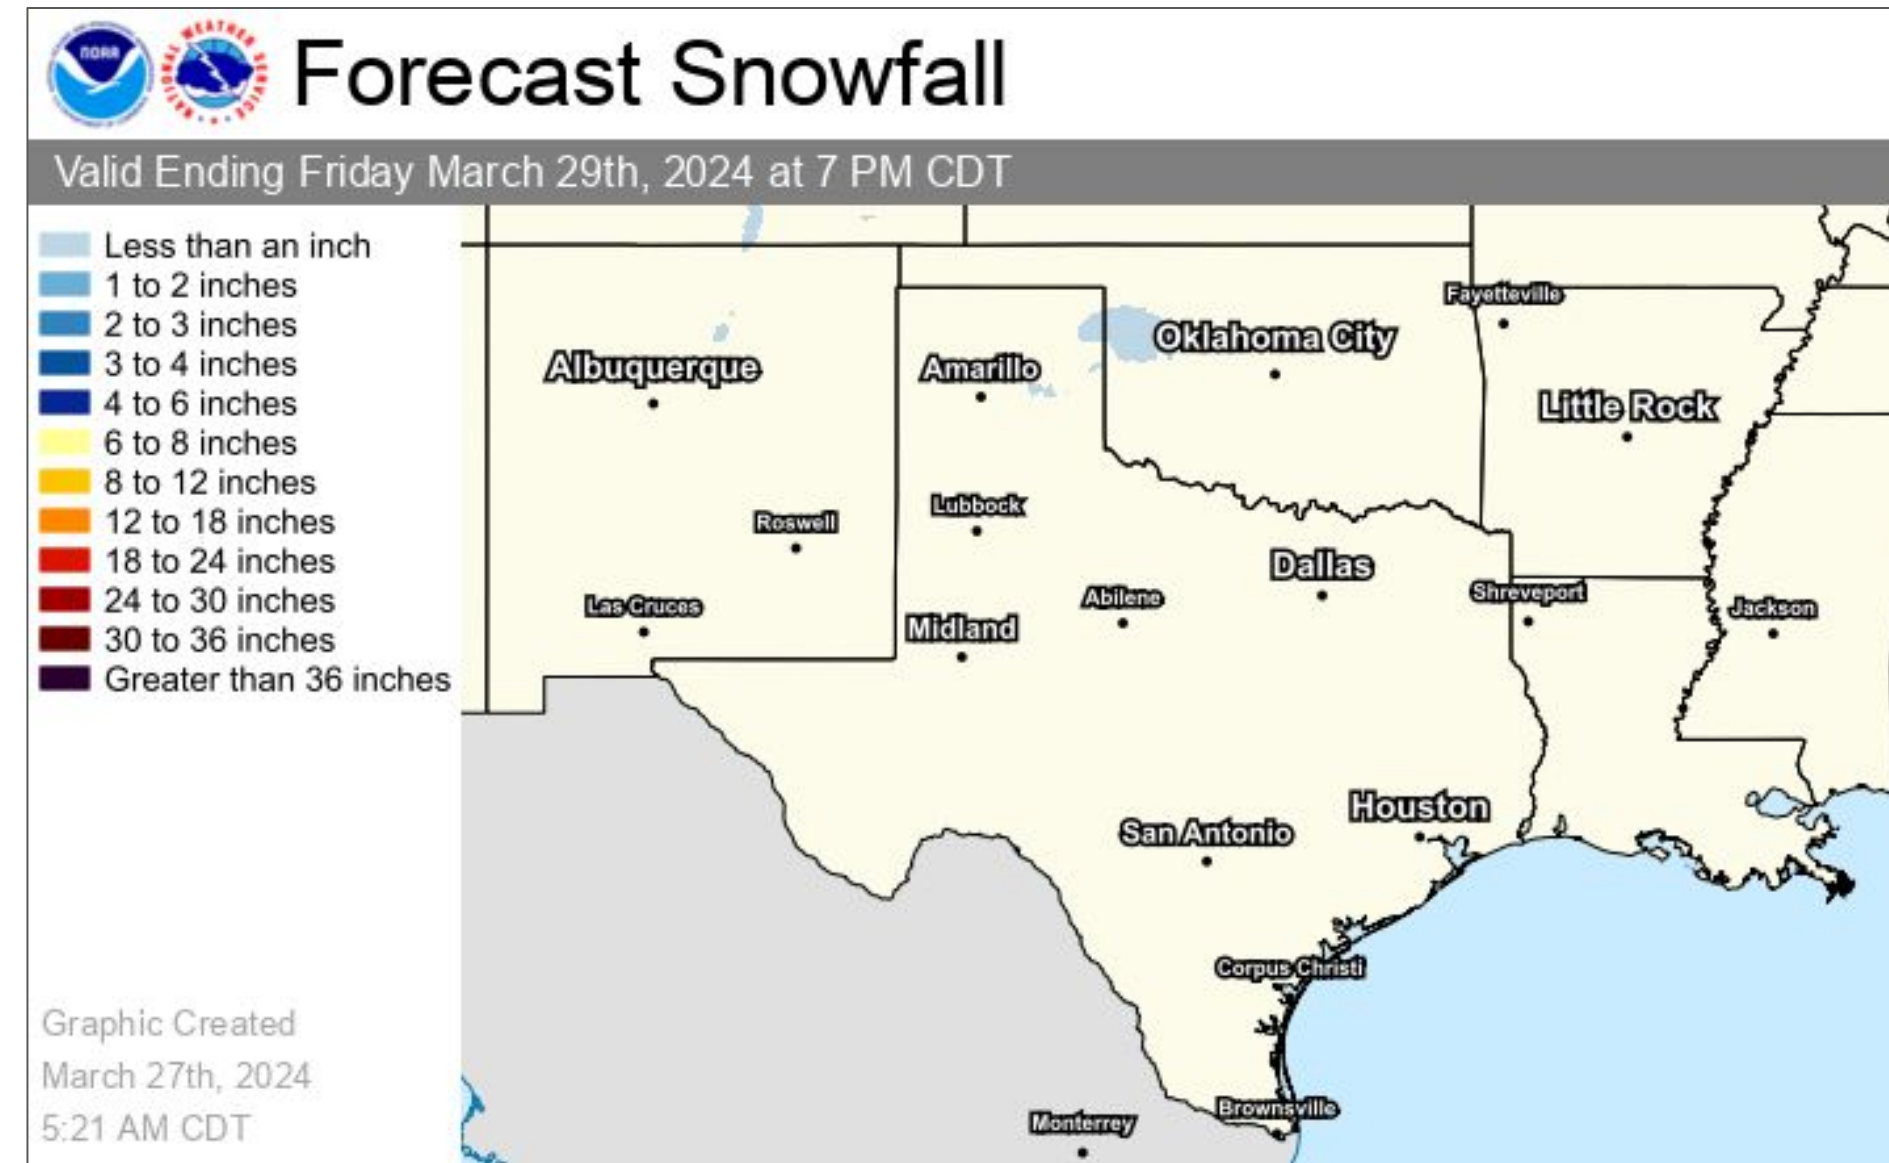 NOAA
NATIONAL WEATHER SERVICE
Forecast Snowfall
Valid Ending Friday March 29th, 2024 at 7 PM CDT
Less than an inch
1 to 2 inches
2 to 3 inches
3 to 4 inches
4 to 6 inches
6 to 8 inches
8 to 12 inches
12 to 18 inches
18 to 24 inches
24 to 30 inches
30 to 36 inches
Greater than 36 inches
Fayetteville
Oklahoma City
Albuquerque
Amarillo
Little Rock
Lubbock
Roswell
Dallas
Shreveport
Abilene
Las Cruces
Jackson
Midland
Houston
San Antonio
Corpus Christi
Brownsville
Monterrey
Graphic Created
March 27th, 2024
5:21 AM CDT